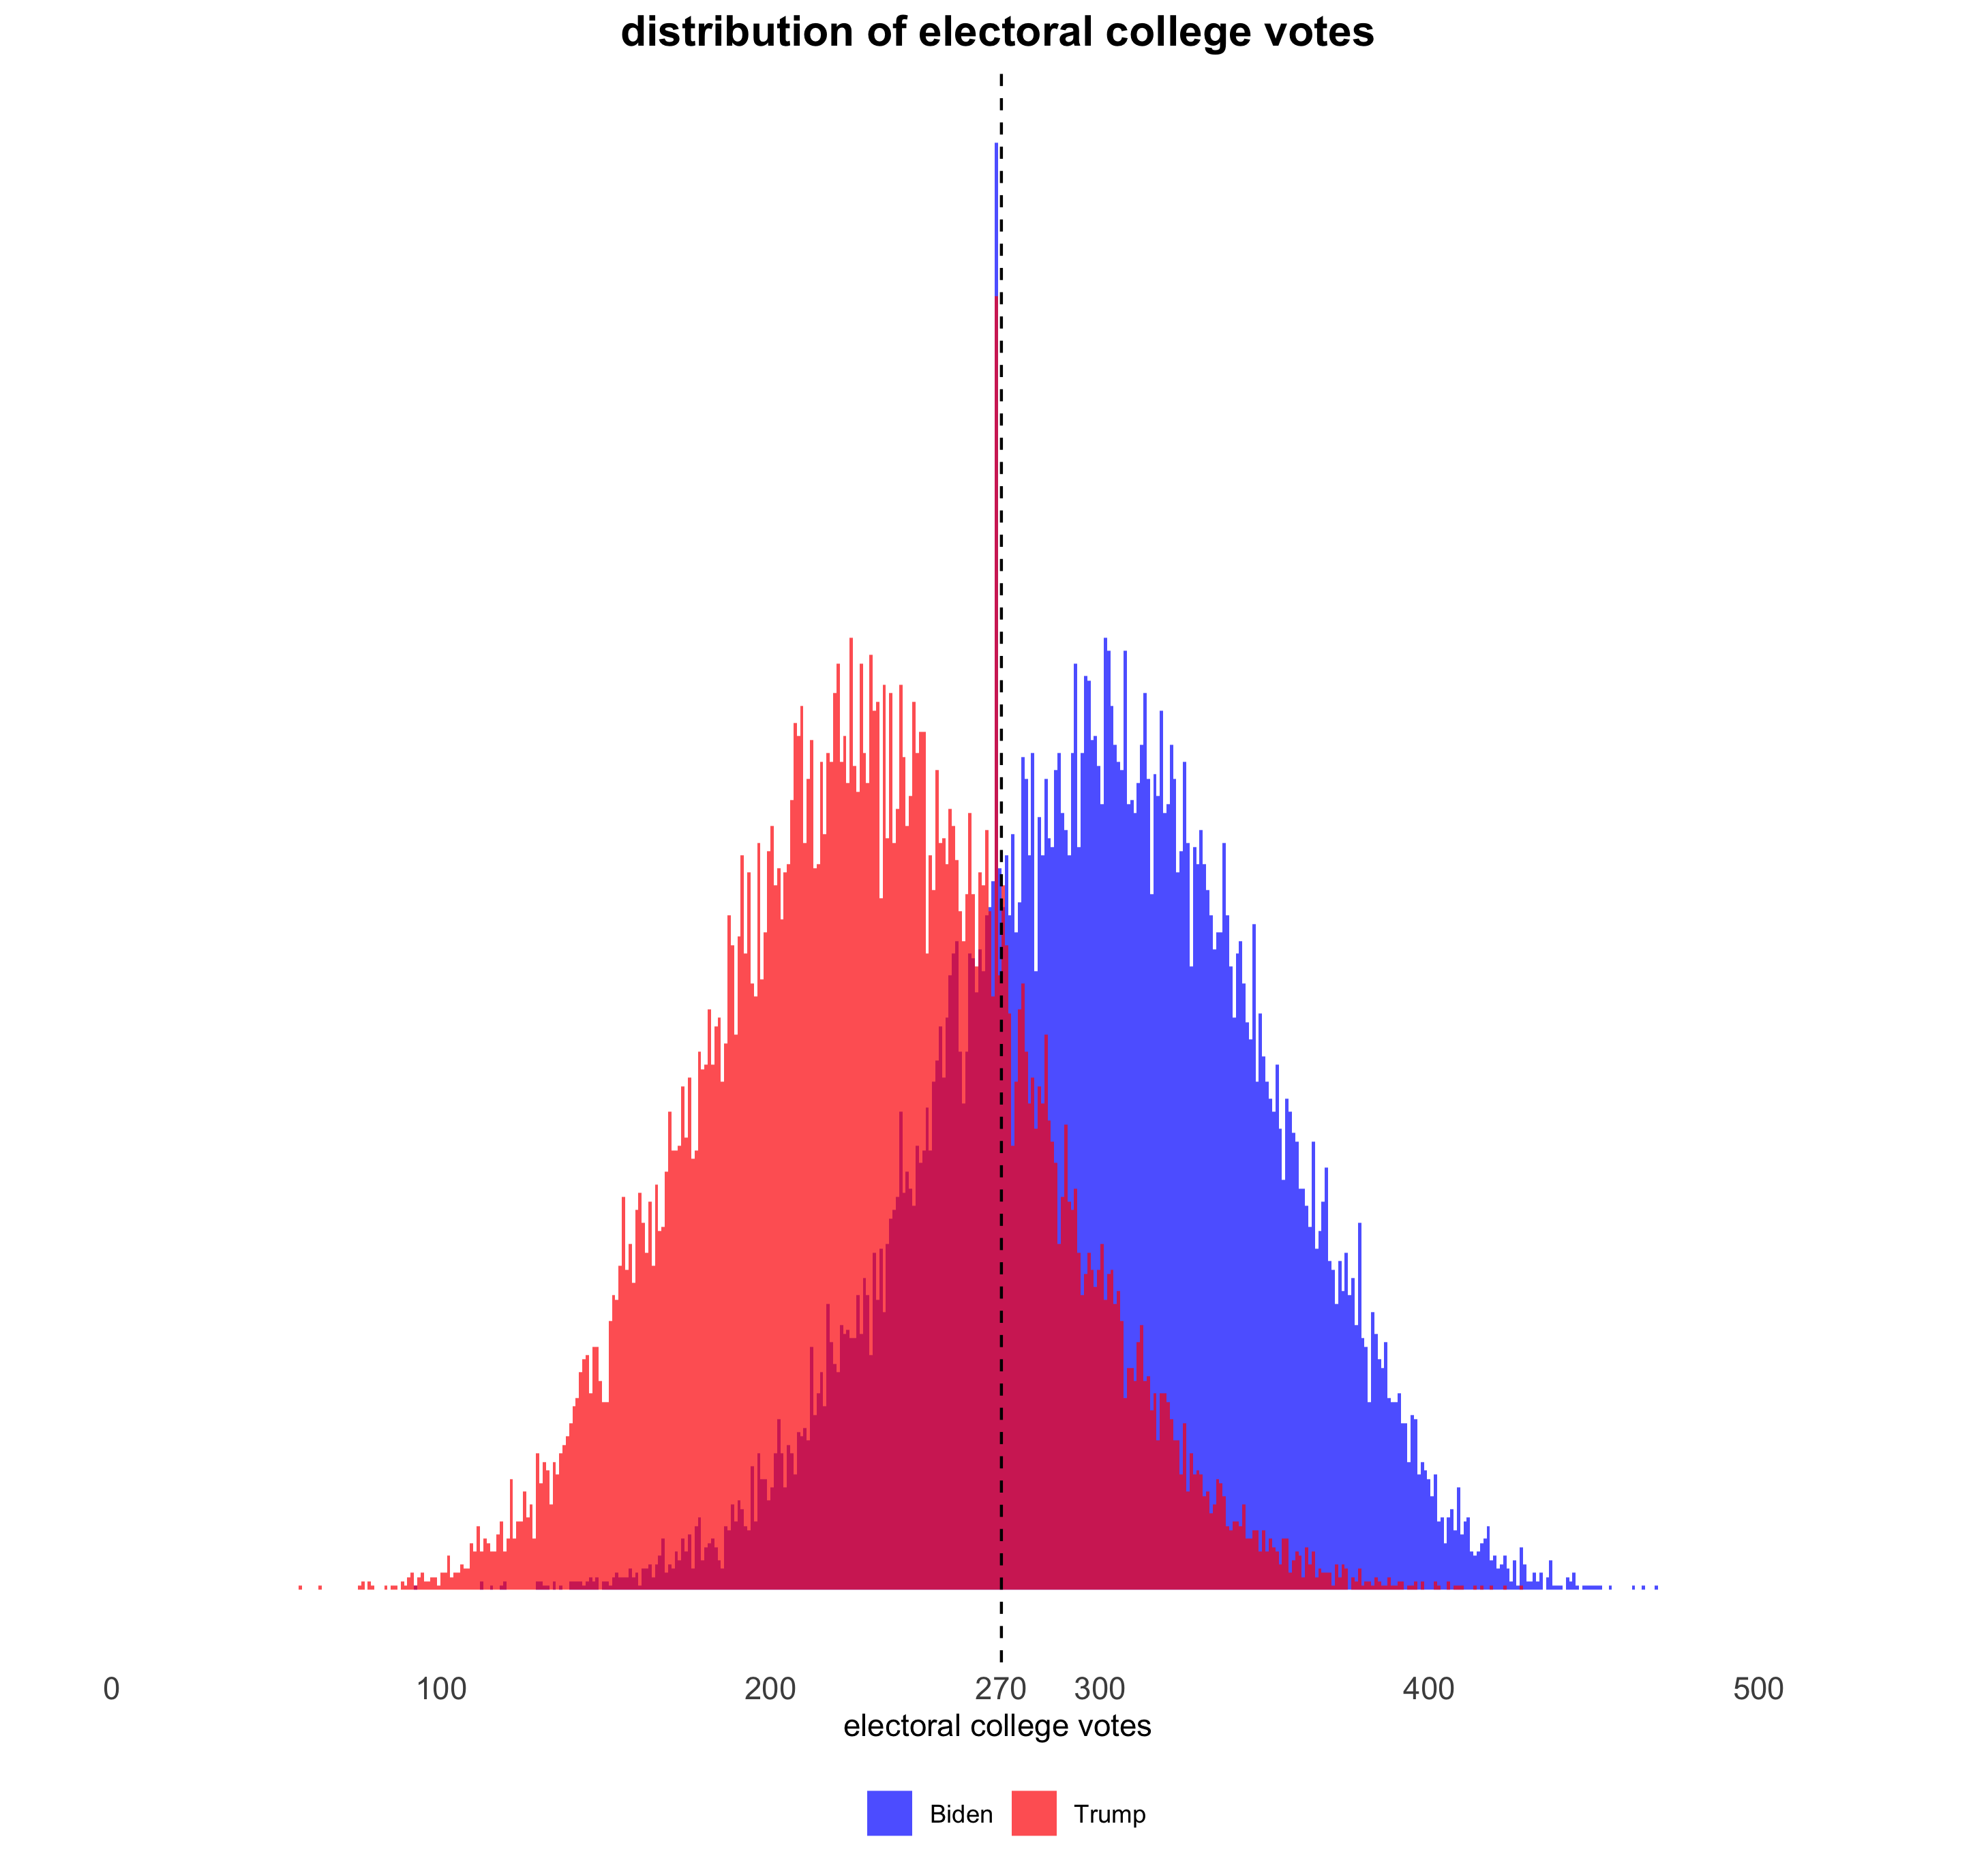 distribution of electoral college votes
0 100 200 270 300 400 500
electoral college votes
Biden Trump